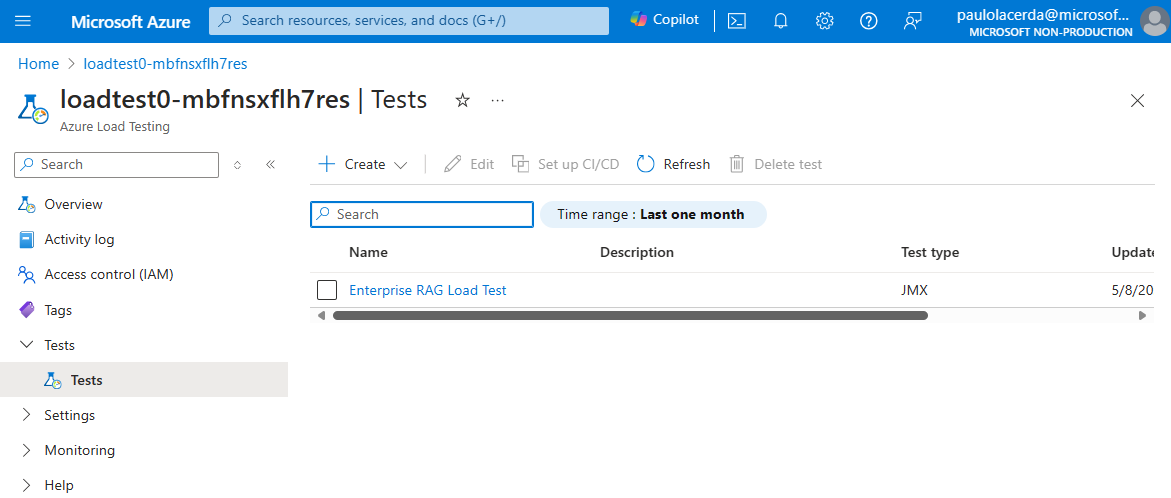 Microsoft Azure
Search resources, services, and docs (G+/)
Copilot
paulolacerda@microsof...
MICROSOFT NON-PRODUCTION
Home > loadtest0-mbfnsxflh7res
loadtest0-mbfnsxflh7res | Tests
...
Azure Load Testing
Search
Create
Edit
Set up CI/CD
Refresh
Delete test
Overview
Activity log
Access control (IAM)
Tags
Tests
Tests
Settings
Monitoring
Help
Search
Time range : Last one month
Name Description Test type Update
Enterprise RAG Load Test JMX 5/8/20